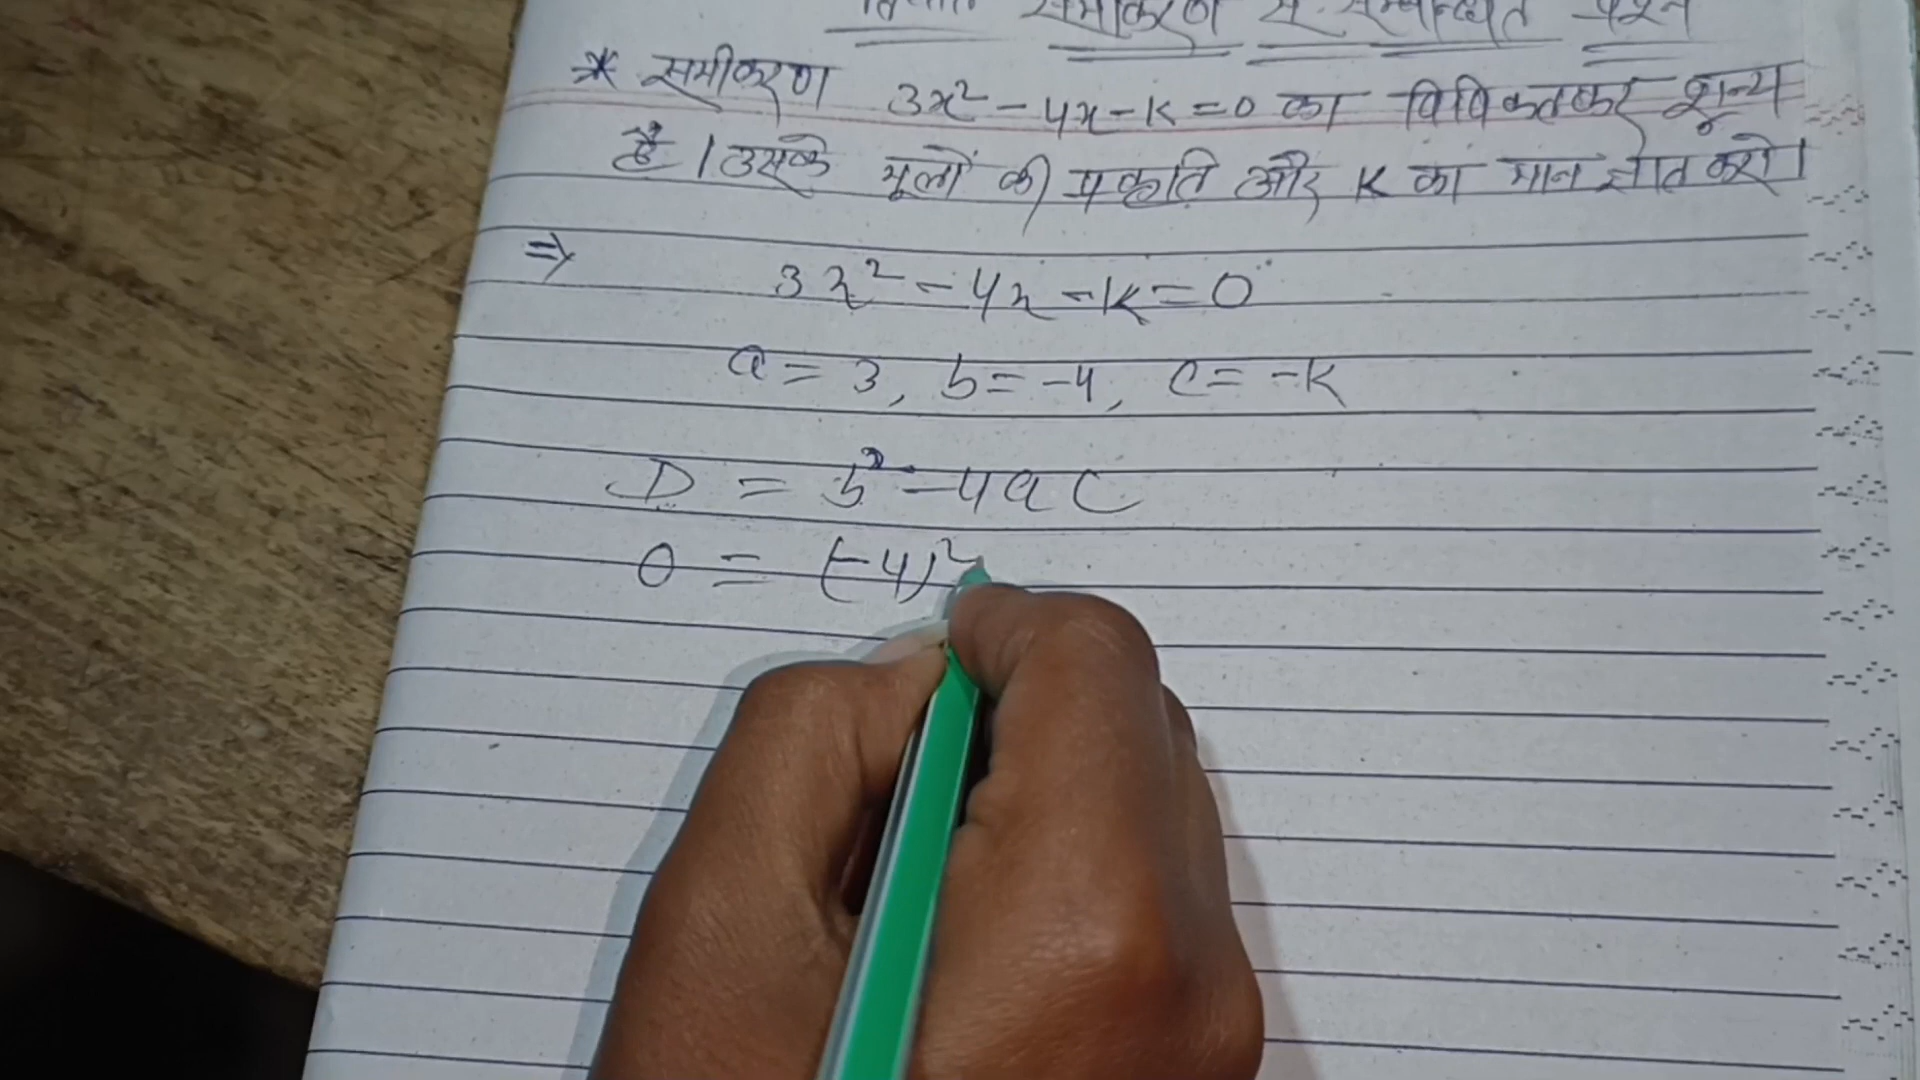 समीकरण से सम्बन्धित प्रश्न
* समीकरण 3x² - 4x - K = 0 का विविक्तकर शून्य
है। उसके मूलों की प्रकृति और K का मान ज्ञात करो।
⇒ 3x² - 4x - K = 0
a = 3, b = -4, c = -K
D = b² - 4ac
0 = (-4)²